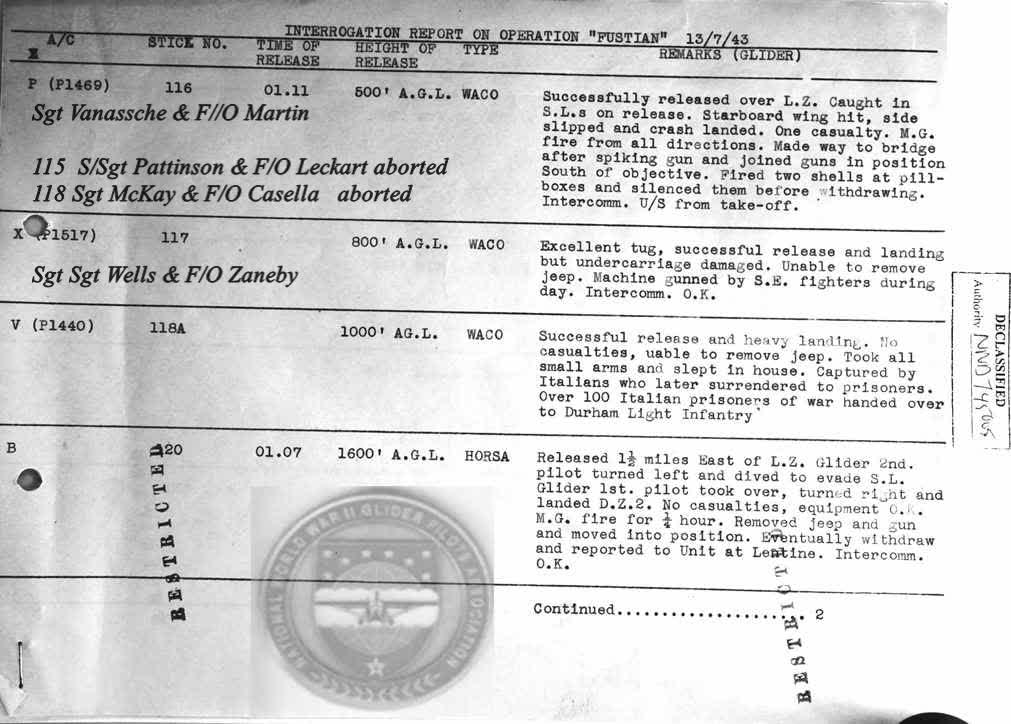 INTERROGATION REPORT ON OPERATION "FUSTIAN" 13/7/43
A/C STICK NO. TIME OF RELEASE HEIGHT OF RELEASE TYPE REMARKS (GLIDER)
P (P1469) 116 01.11 500' A.G.L. WACO
Sgt Vanassche & F//O Martin
115 S/Sgt Pattinson & F/O Leckart aborted
118 Sgt McKay & F/O Casella aborted
Successfully released over L.Z. Caught in
S.L.s on release. Starboard wing hit, side
slipped and crash landed. One casualty. M.G.
fire from all directions. Made way to bridge
after spiking gun and joined guns in position
South of objective. Fired two shells at pill-
boxes and silenced them before withdrawing.
Intercomm. U/S from take-off.
X (P1517) 117 800' A.G.L. WACO
Sgt Sgt Wells & F/O Zaneby
Excellent tug, successful release and landing
but undercarriage damaged. Unable to remove
jeep. Machine gunned by S.E. fighters during
day. Intercomm. O.K.
V (P1440) 118A 1000' AG.L. WACO
Successful release and heavy landing. No
casualties, uable to remove jeep. Took all
small arms and slept in house. Captured by
Italians who later surrendered to prisoners.
Over 100 Italian prisoners of war handed over
to Durham Light Infantry
B 120 01.07 1600' A.G.L. HORSA
Released 1½ miles East of L.Z. Glider 2nd.
pilot turned left and dived to evade S.L.
Glider 1st. pilot took over, turned right and
landed D.Z.2. No casualties, equipment O.K.
M.G. fire for ¼ hour. Removed jeep and gun
and moved into position. Eventually withdraw
and reported to Unit at Lentine. Intercomm.
O.K.
Continued..................... 2
RESTRICTED
RESTRICTED
DECLASSIFIED
Authority NND 745005
NATIONAL WORLD WAR II GLIDER PILOTS ASSOCIATION